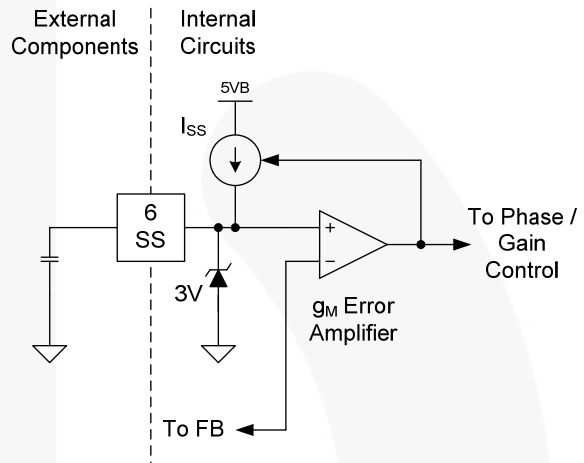 External
Components
Internal
Circuits
5VB
ISS
6
SS
+
−
3V
gM Error
Amplifier
To Phase /
Gain
Control
To FB